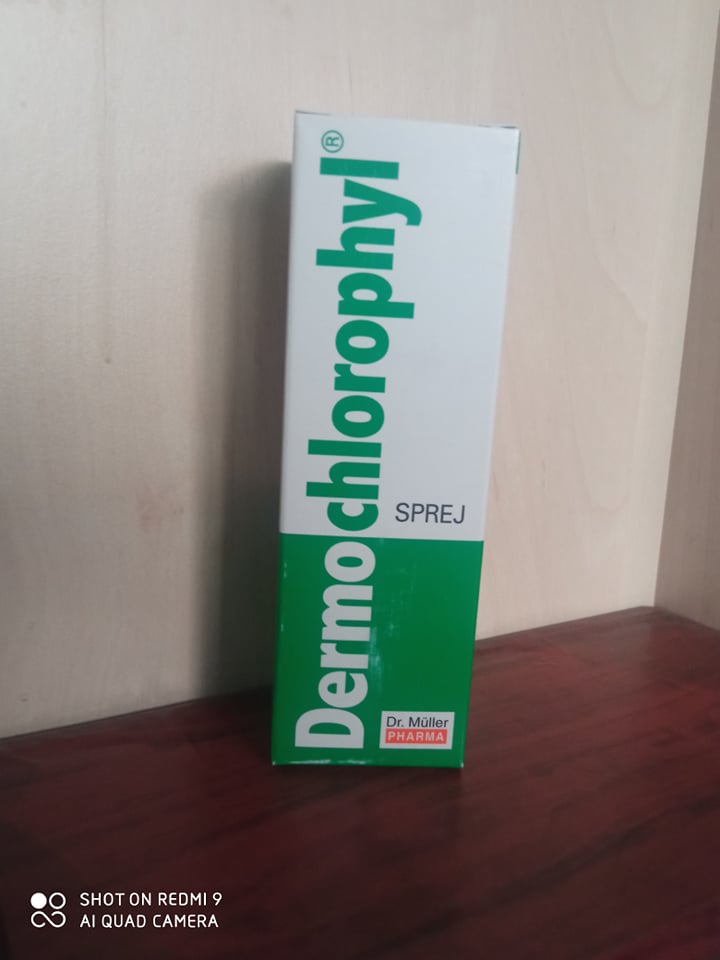 Dermochlorophyl®
SPREJ
Dr. Müller
PHARMA
SHOT ON REDMI 9
AI QUAD CAMERA